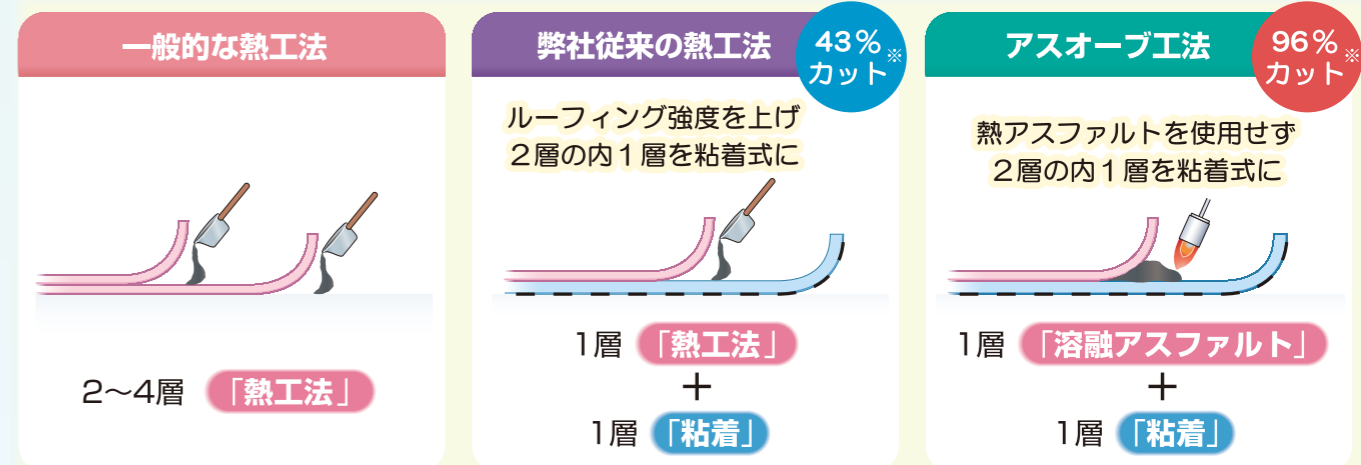 一般的な熱工法
2〜4層 「熱工法」
弊社従来の熱工法
43%※
カット
ルーフィング強度を上げ
２層の内１層を粘着式に
1層 「熱工法」
＋
1層 「粘着」
アスオーブ工法
96%※
カット
熱アスファルトを使用せず
２層の内１層を粘着式に
1層 「溶融アスファルト」
＋
1層 「粘着」